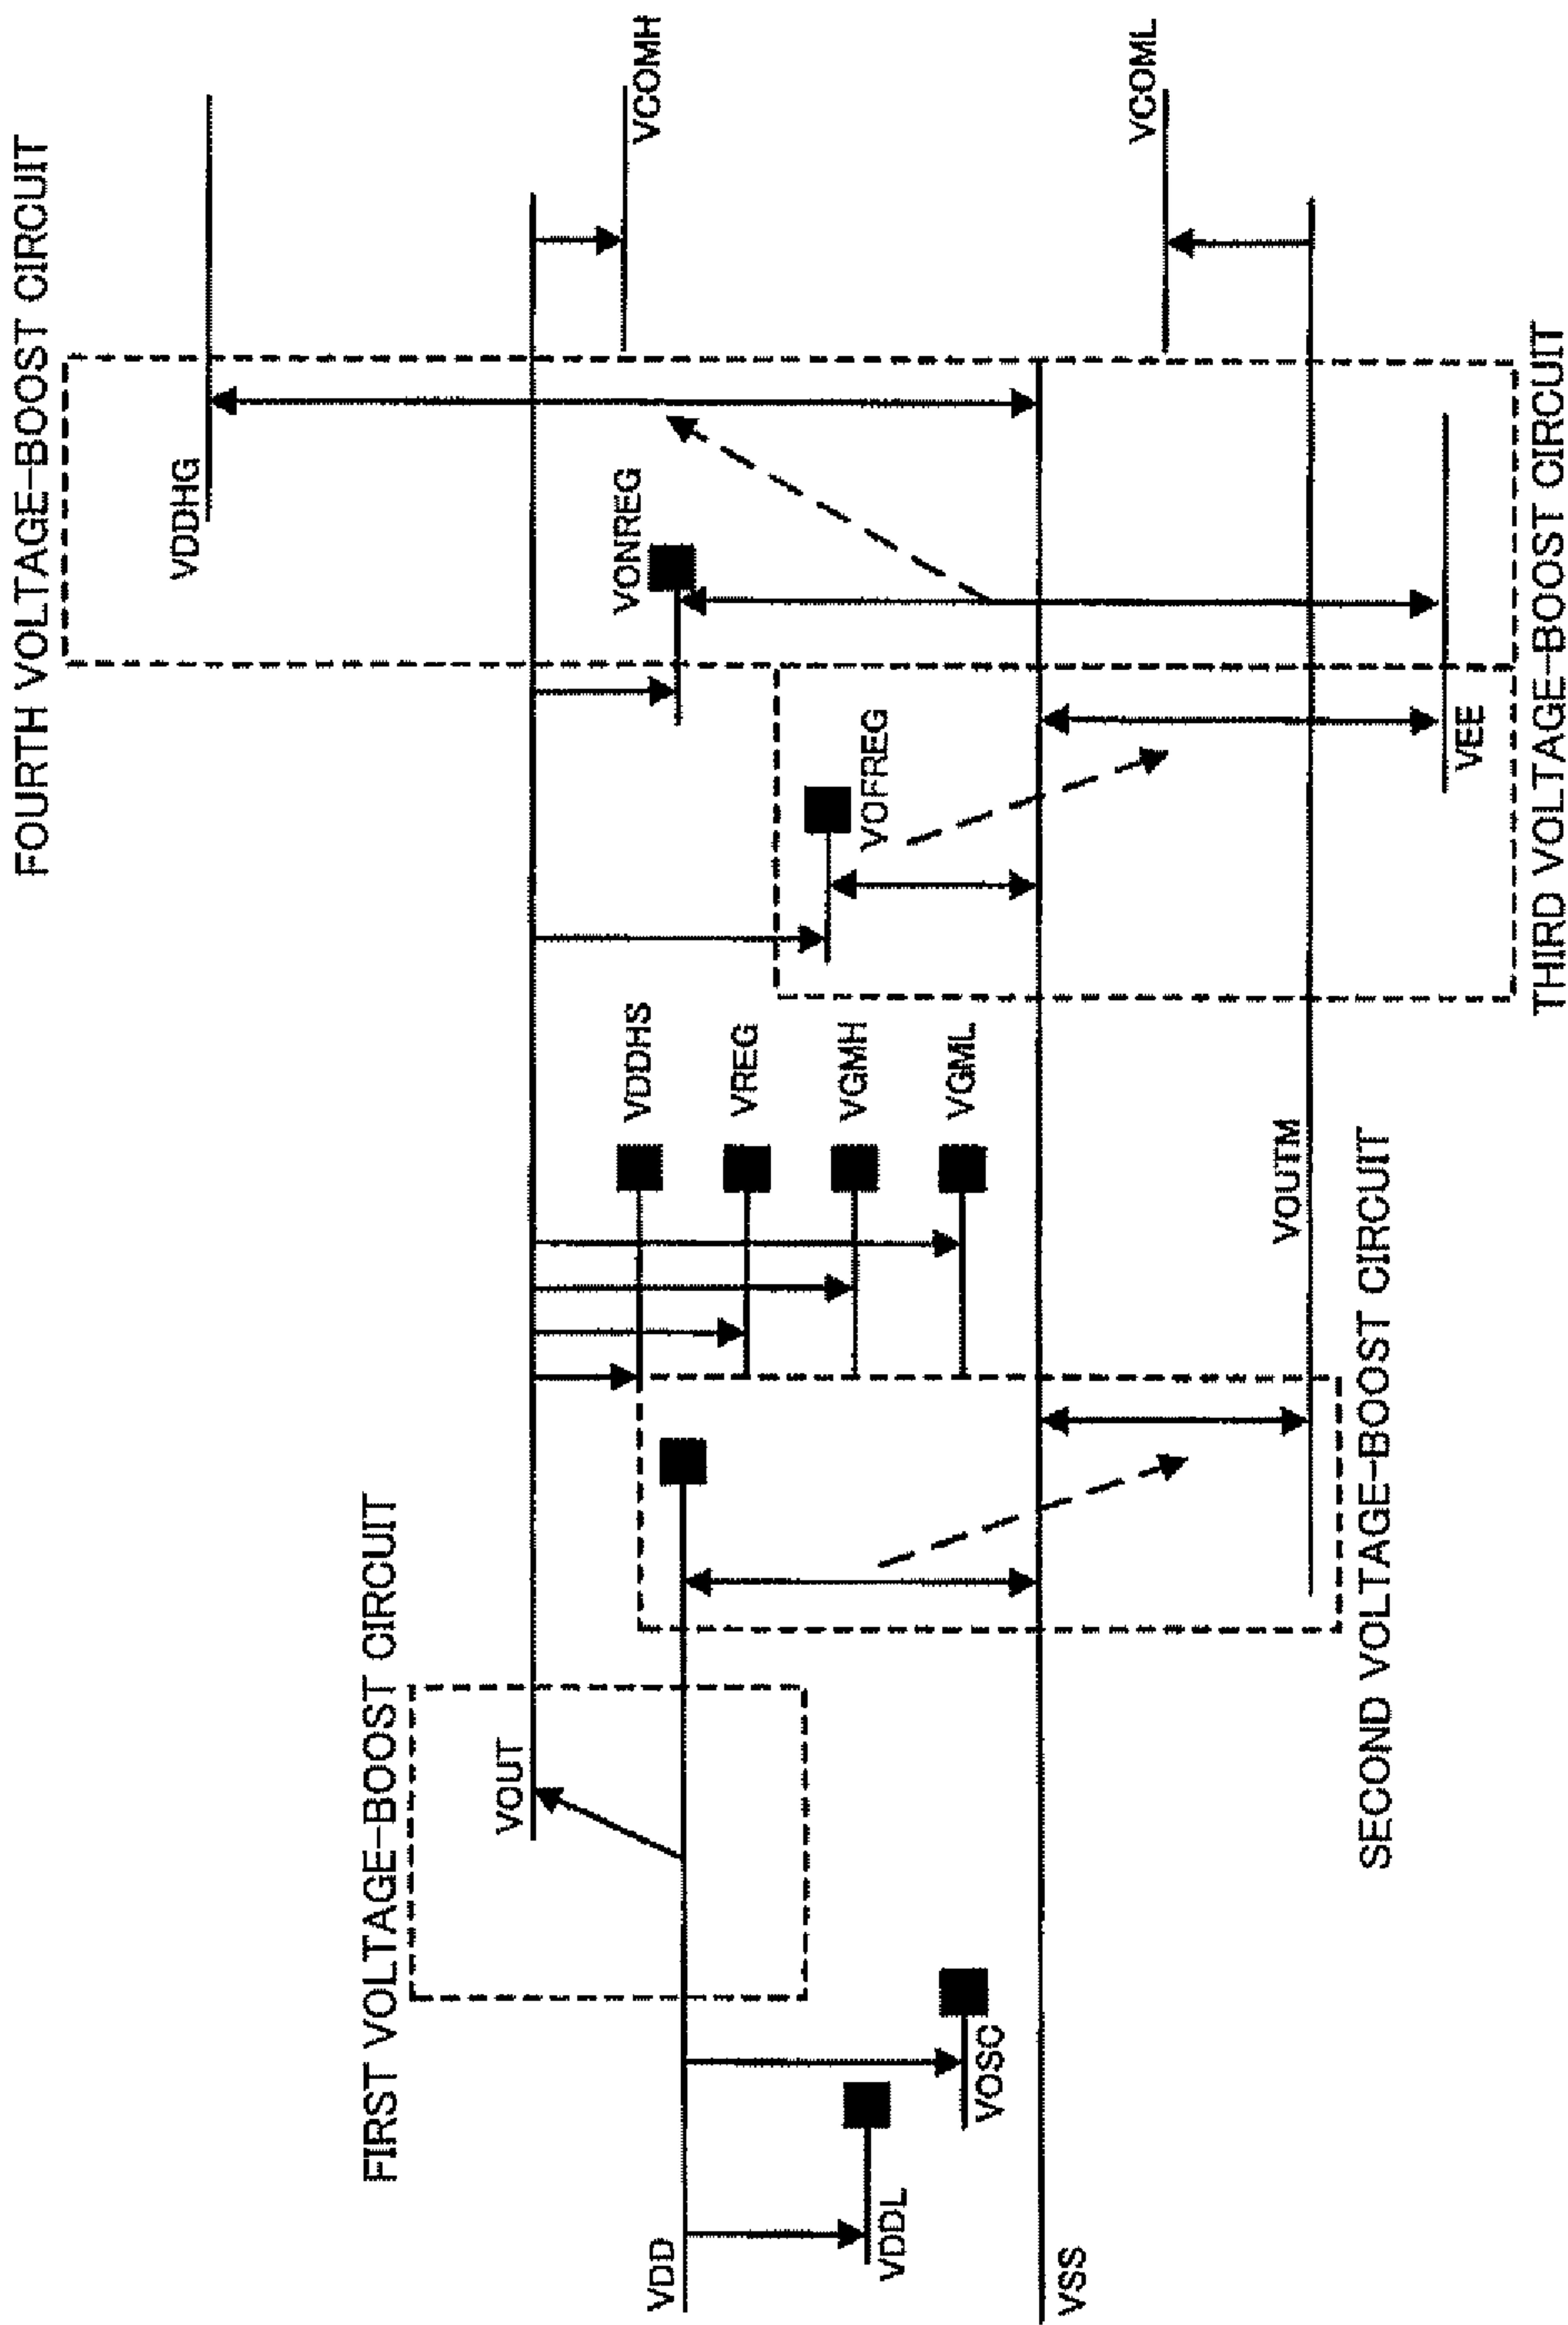 FOURTH VOLTAGE-BOOST CIRCUIT
VDDHG
FIRST VOLTAGE-BOOST CIRCUIT
VOUT
VONREG
VCOMH
VDD
VDDHS
VREG
VOFREG
VDDL
VGMH
VOSC
VGML
VSS
VCOML
VOUTM
VEE
SECOND VOLTAGE-BOOST CIRCUIT
THIRD VOLTAGE-BOOST CIRCUIT